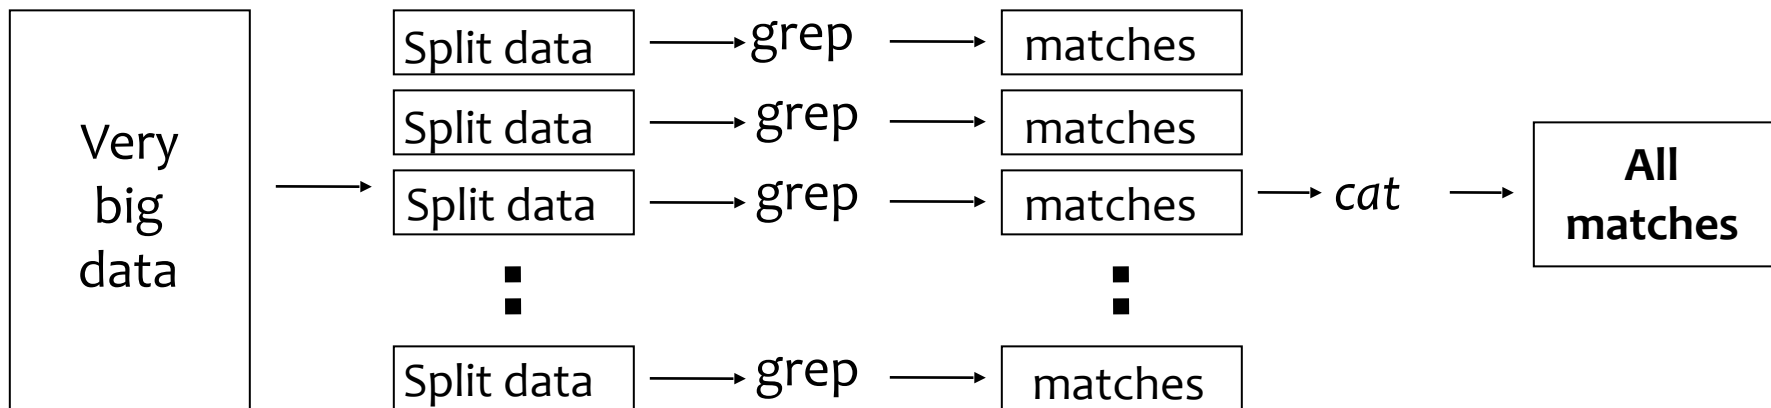 Very
big
data
Split data
grep
matches
Split data
grep
matches
Split data
grep
matches
Split data
grep
matches
cat
All
matches